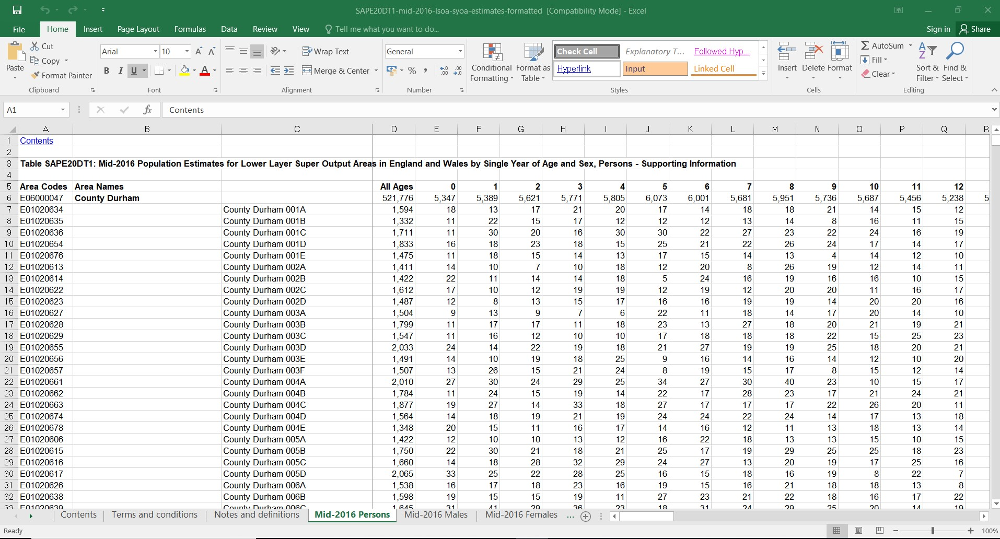 SAPE20DT1-mid-2016-lsoa-syoa-estimates-formatted [Compatibility Mode] - Excel
File Home Insert Page Layout Formulas Data Review View Tell me what you want to do... Sign in Share
Paste Cut Copy Format Painter Clipboard
Arial 10 A A B I U A Font
Wrap Text Merge & Center Alignment
General % , Number
Conditional Formatting Format as Table
Check Cell Explanatory T... Followed Hyp...
Hyperlink Input Linked Cell
Styles
Insert Delete Format Cells
AutoSum Fill Clear Sort & Filter Find & Select Editing
A1 fx Contents
A B C D E F G H I J K L M N O P Q R
1 Contents
2
3 Table SAPE20DT1: Mid-2016 Population Estimates for Lower Layer Super Output Areas in England and Wales by Single Year of Age and Sex, Persons - Supporting Information
4
5 Area Codes Area Names All Ages 0 1 2 3 4 5 6 7 8 9 10 11 12
6 E06000047 County Durham 521,776 5,347 5,389 5,621 5,771 5,805 6,073 6,001 5,681 5,951 5,736 5,687 5,456 5,238 5
7 E01020634 County Durham 001A 1,594 18 13 17 21 20 17 14 18 18 21 14 15 12
8 E01020635 County Durham 001B 1,332 11 22 15 17 12 12 12 13 14 8 16 11 15
9 E01020636 County Durham 001C 1,711 11 30 20 16 30 30 22 27 23 22 24 16 19
10 E01020654 County Durham 001D 1,833 16 18 23 18 15 25 21 22 26 24 17 14 17
11 E01020676 County Durham 001E 1,475 11 18 15 14 13 17 15 14 13 4 14 12 10
12 E01020613 County Durham 002A 1,411 14 10 7 10 18 12 20 8 26 19 12 14 11
13 E01020614 County Durham 002B 1,422 22 11 14 14 18 5 24 16 19 16 16 10 15
14 E01020622 County Durham 002C 1,612 17 10 12 19 19 12 19 12 20 20 11 16 17
15 E01020623 County Durham 002D 1,487 12 8 13 15 17 16 16 19 19 14 20 20 16
16 E01020627 County Durham 003A 1,504 9 13 9 7 6 22 11 18 14 17 20 14 10
17 E01020628 County Durham 003B 1,799 11 17 17 11 18 23 13 27 18 20 21 19 21
18 E01020629 County Durham 003C 1,547 11 16 12 10 10 17 18 18 18 22 15 25 23
19 E01020655 County Durham 003D 2,033 24 14 22 19 18 21 27 19 19 25 18 20 21
20 E01020656 County Durham 003E 1,491 14 10 19 18 25 9 16 14 16 14 12 10 20
21 E01020657 County Durham 003F 1,507 13 26 15 21 24 8 19 15 17 8 15 12 14
22 E01020661 County Durham 004A 2,010 27 30 24 29 25 34 27 30 40 23 10 15 17
23 E01020662 County Durham 004B 1,784 11 24 15 19 14 22 17 28 23 17 21 24 21
24 E01020663 County Durham 004C 1,877 19 27 14 33 18 27 17 17 17 22 26 20 11
25 E01020674 County Durham 004D 1,564 14 18 19 21 19 24 24 22 24 14 17 13 18
26 E01020678 County Durham 004E 1,348 20 15 11 16 17 14 16 12 11 13 18 13 14
27 E01020606 County Durham 005A 1,422 12 10 10 13 12 16 22 18 13 13 15 10 15
28 E01020615 County Durham 005B 1,750 22 30 21 18 21 25 17 19 29 25 25 18 23
29 E01020616 County Durham 005C 1,660 14 18 28 32 29 24 27 13 20 19 17 25 16
30 E01020617 County Durham 005D 2,065 33 25 22 28 25 16 15 18 16 19 8 22 7
31 E01020626 County Durham 006A 1,538 16 17 18 23 16 19 15 16 21 18 18 13 8
32 E01020638 County Durham 006B 1,598 19 15 15 19 11 27 23 21 22 18 16 17 22
33 E01020639 County Durham 006C 1,645 31 41 29 36 23 18 31 24 29 25 20 14 19
Contents Terms and conditions Notes and definitions Mid-2016 Persons Mid-2016 Males Mid-2016 Females ...
Ready 100%